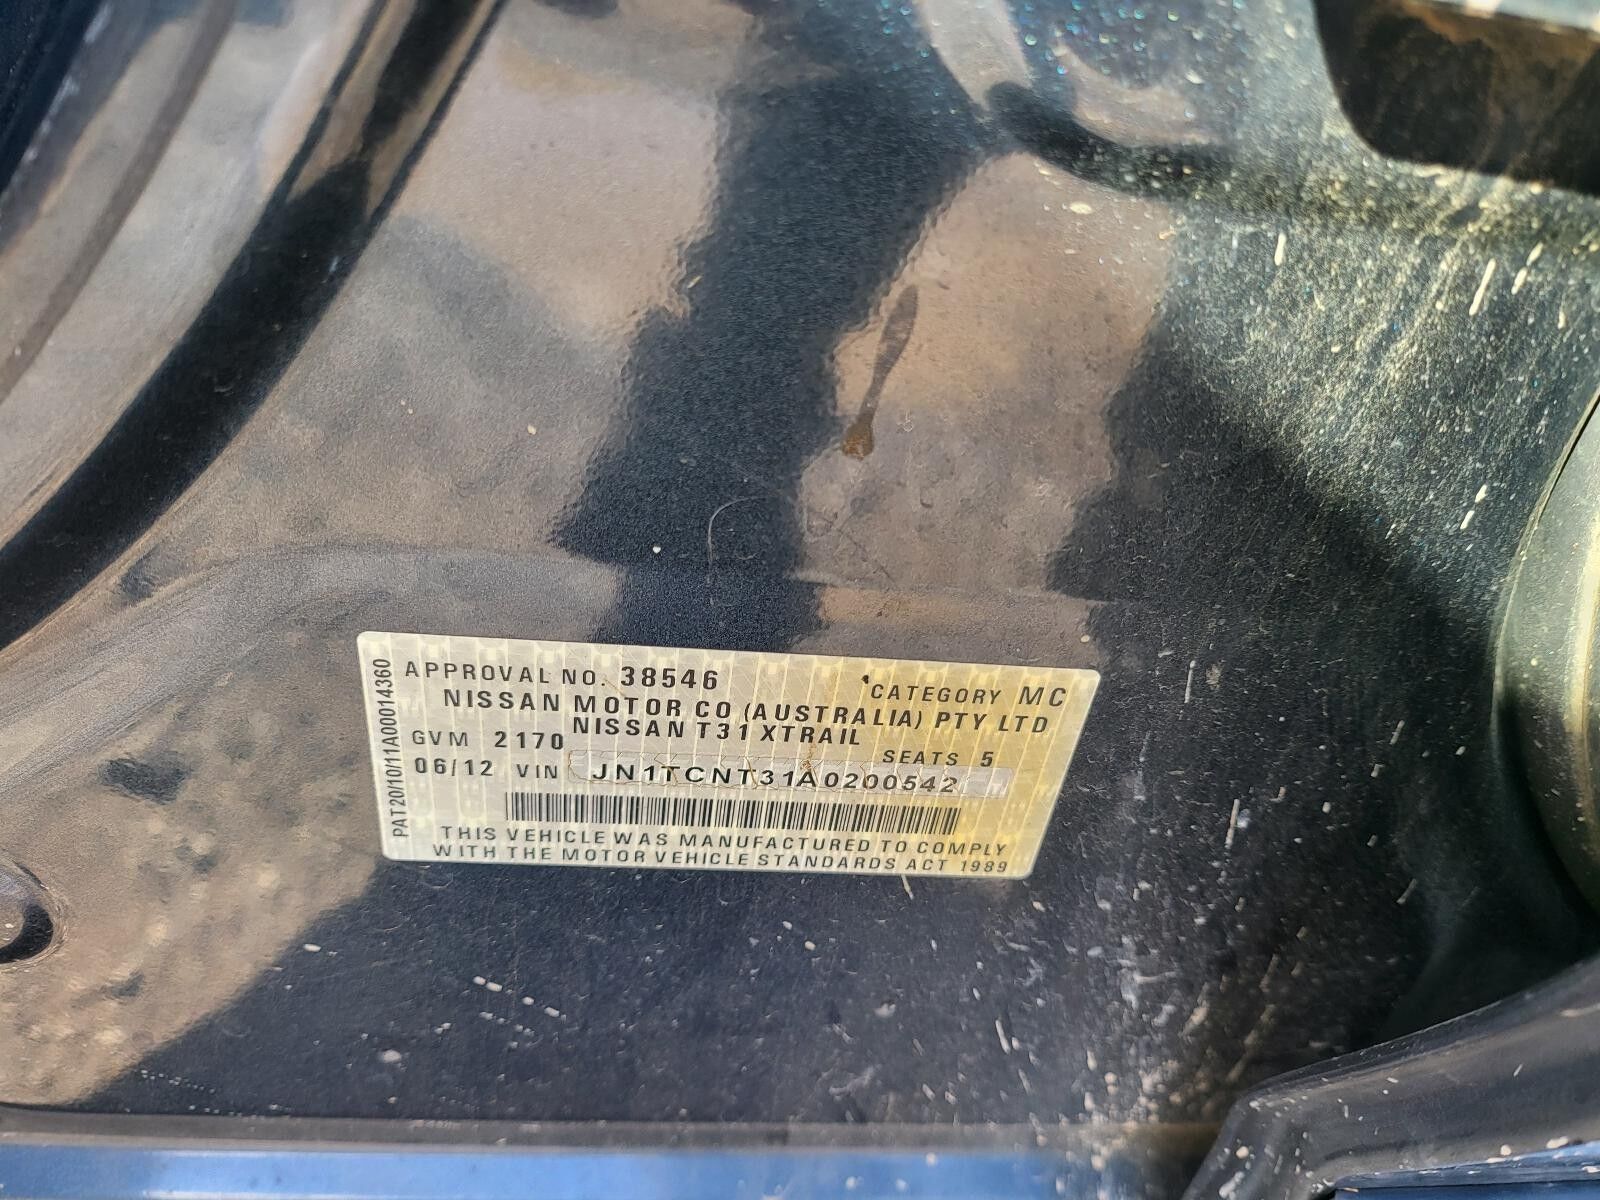 APPROVAL NO. 38546 CATEGORY MC
NISSAN MOTOR CO (AUSTRALIA) PTY LTD
NISSAN T31 XTRAIL
GVM 2170 SEATS 5
06/12 VIN JN1TCNT31A0200542
THIS VEHICLE WAS MANUFACTURED TO COMPLY
WITH THE MOTOR VEHICLE STANDARDS ACT 1989
PAT20/10/11A00014360